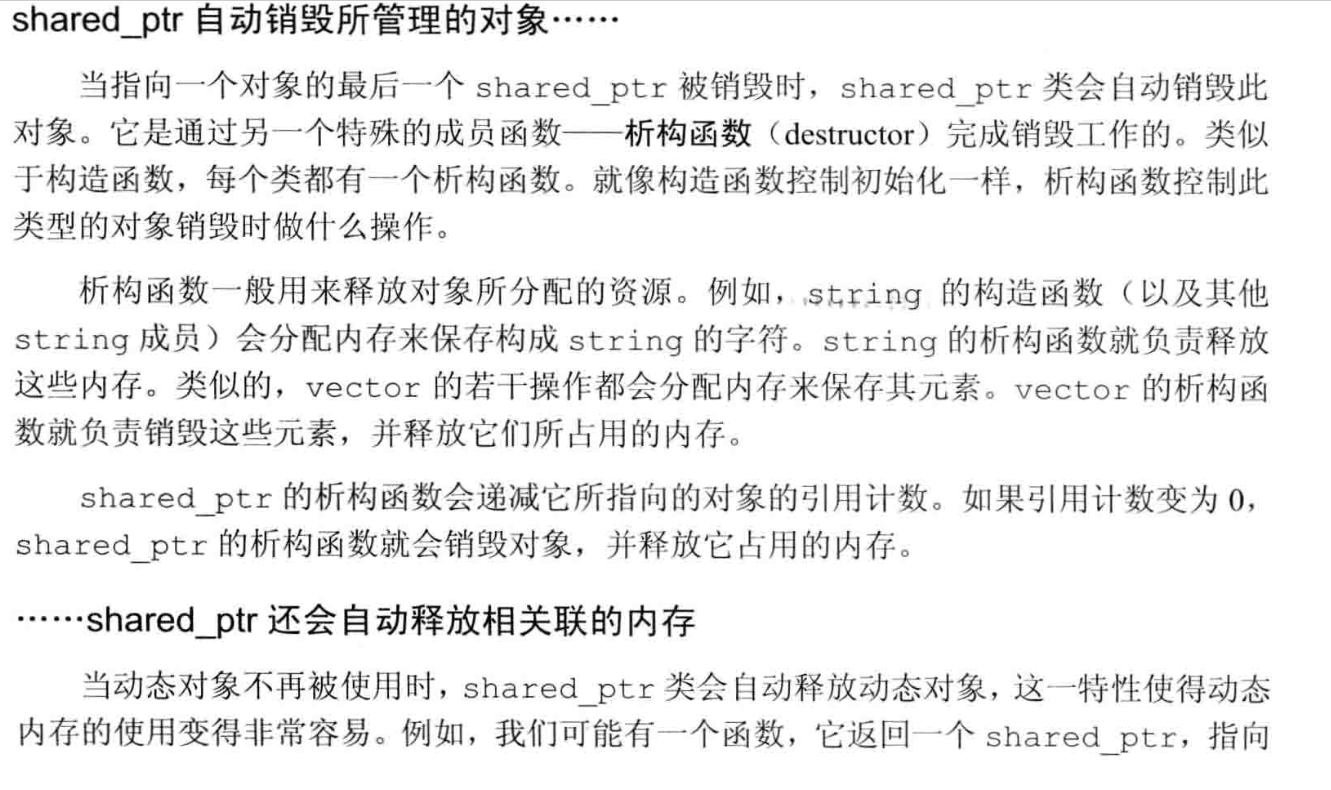 shared_ptr 自动销毁所管理的对象……
当指向一个对象的最后一个 shared_ptr 被销毁时，shared_ptr 类会自动销毁此
对象。它是通过另一个特殊的成员函数——析构函数（destructor）完成销毁工作的。类似
于构造函数，每个类都有一个析构函数。就像构造函数控制初始化一样，析构函数控制此
类型的对象销毁时做什么操作。
析构函数一般用来释放对象所分配的资源。例如，string 的构造函数（以及其他
string 成员）会分配内存来保存构成 string 的字符。string 的析构函数就负责释放
这些内存。类似的，vector 的若干操作都会分配内存来保存其元素。vector 的析构函
数就负责销毁这些元素，并释放它们所占用的内存。
shared_ptr 的析构函数会递减它所指向的对象的引用计数。如果引用计数变为 0，
shared_ptr 的析构函数就会销毁对象，并释放它占用的内存。
……shared_ptr 还会自动释放相关联的内存
当动态对象不再被使用时，shared_ptr 类会自动释放动态对象，这一特性使得动态
内存的使用变得非常容易。例如，我们可能有一个函数，它返回一个 shared_ptr，指向